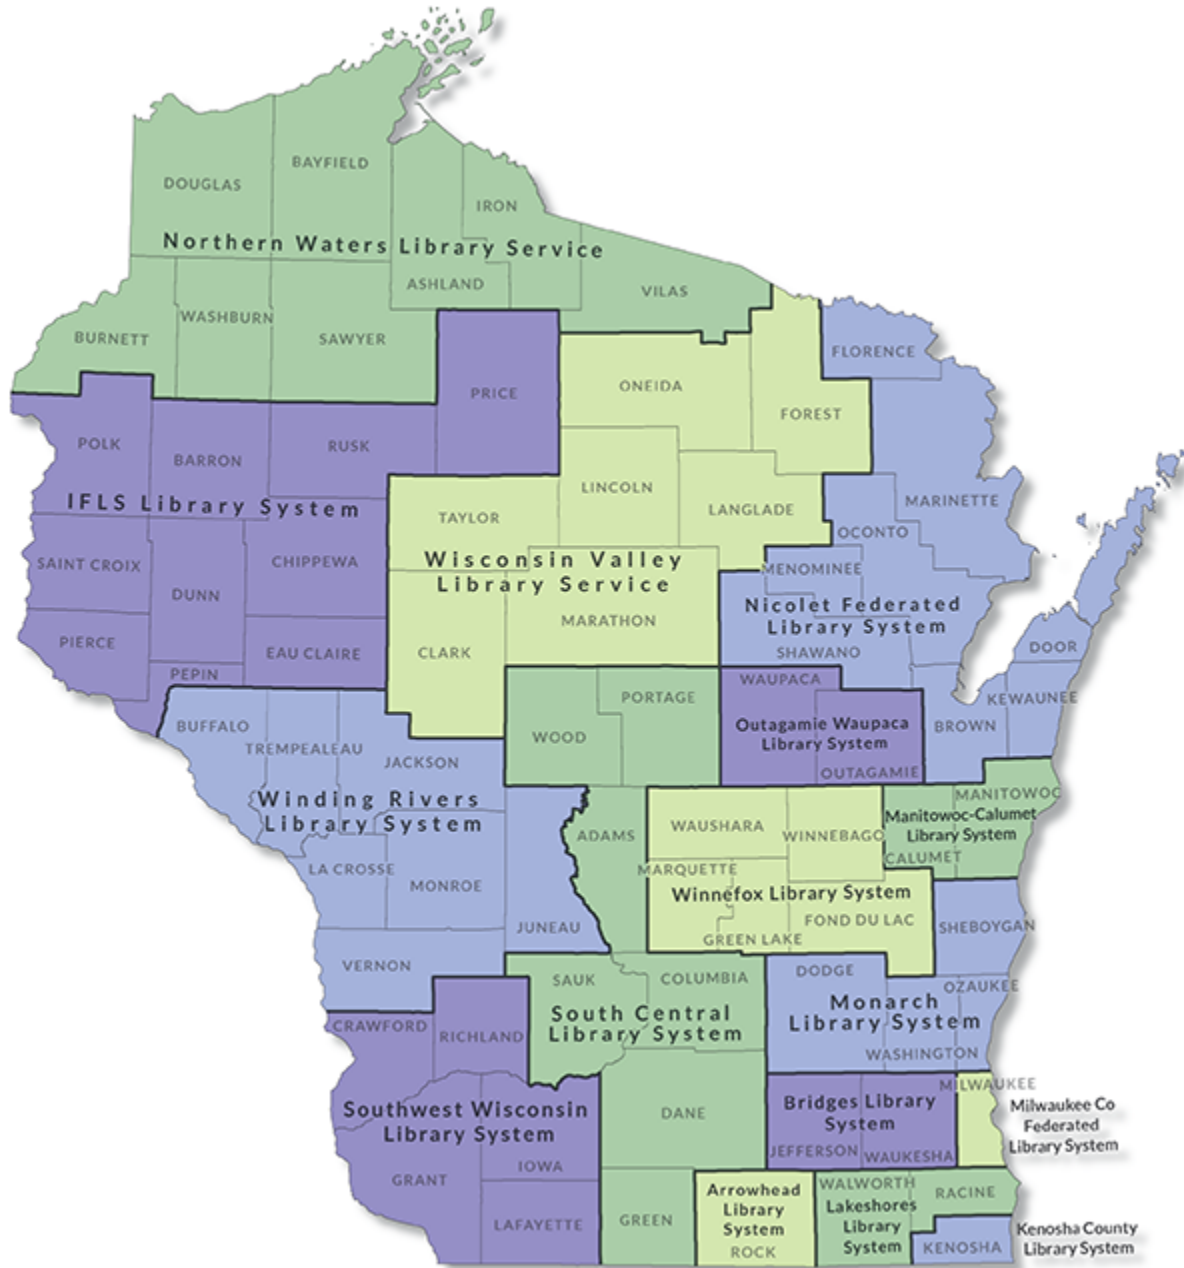 BAYFIELD
DOUGLAS
IRON
Northern Waters Library Service
ASHLAND
VILAS
WASHBURN
BURNETT
SAWYER
FLORENCE
PRICE
ONEIDA
FOREST
POLK
BARRON
RUSK
LINCOLN
IFLS Library System
MARINETTE
LANGLADE
TAYLOR
OCONTO
Wisconsin Valley
Library Service
SAINT CROIX
CHIPPEWA
MENOMINEE
DUNN
Nicolet Federated
Library System
MARATHON
PIERCE
EAU CLAIRE
CLARK
SHAWANO
DOOR
PEPIN
WAUPACA
PORTAGE
KEWAUNEE
BUFFALO
Outagamie Waupaca
Library System
BROWN
WOOD
TREMPEALEAU
JACKSON
OUTAGAMIE
Winding Rivers
Library System
MANITOWOC
Manitowoc-Calumet
Library System
ADAMS
WAUSHARA
WINNEBAGO
CALUMET
LA CROSSE
MARQUETTE
MONROE
Winnefox Library System
JUNEAU
FOND DU LAC
SHEBOYGAN
GREEN LAKE
VERNON
SAUK
COLUMBIA
DODGE
OZAUKEE
Monarch
Library System
South Central
Library System
CRAWFORD
RICHLAND
WASHINGTON
MILWAUKEE
Southwest Wisconsin
Library System
DANE
Bridges Library
System
Milwaukee Co
Federated
Library System
JEFFERSON
WAUKESHA
IOWA
GRANT
WALWORTH
RACINE
Arrowhead
Library
System
ROCK
Lakeshores
Library
System
LAFAYETTE
GREEN
KENOSHA
Kenosha County
Library System